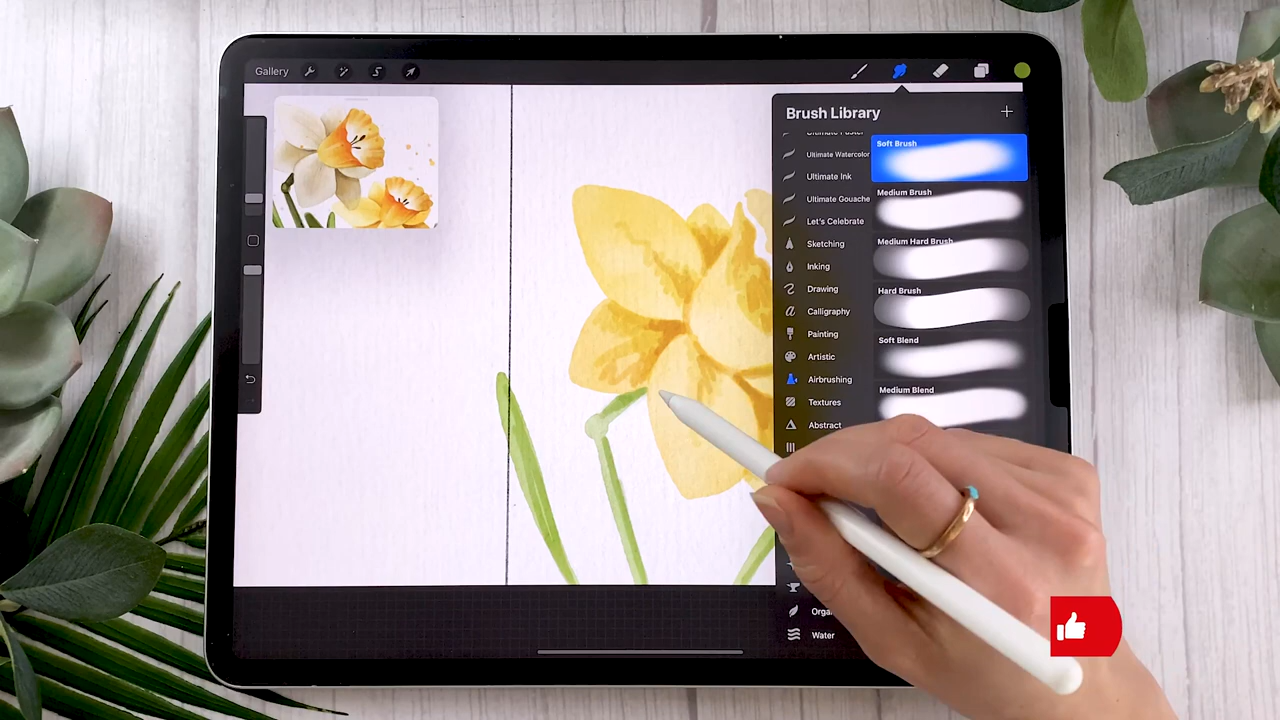 Gallery
Brush Library
Ultimate Watercolor
Ultimate Ink
Ultimate Gouache
Let's Celebrate
Sketching
Inking
Drawing
Calligraphy
Painting
Artistic
Airbrushing
Textures
Abstract
Water
Soft Brush
Medium Brush
Medium Hard Brush
Hard Brush
Soft Blend
Medium Blend